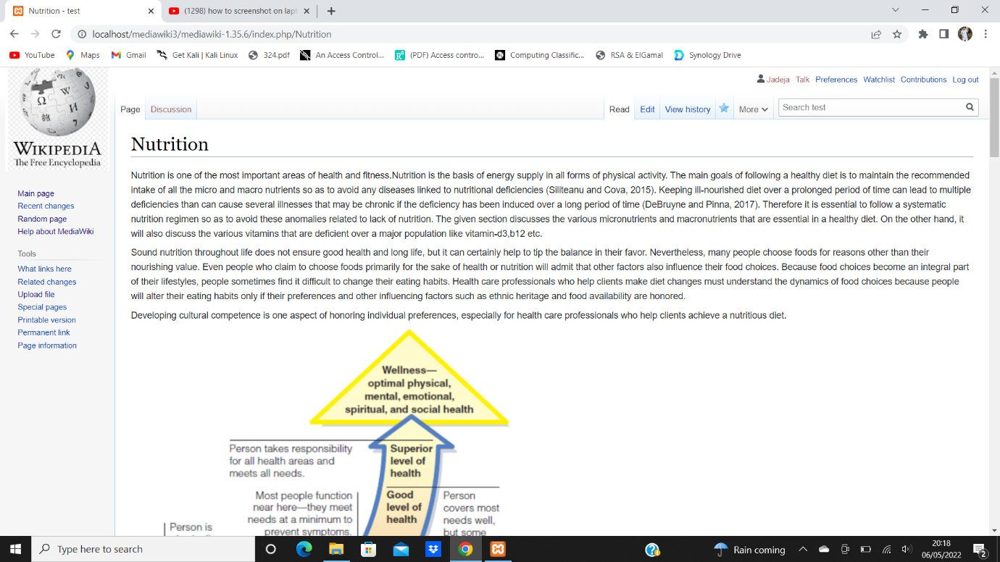 Nutrition - test
(1298) how to screenshot on lapt
localhost/mediawiki3/mediawiki-1.35.6/index.php/Nutrition
YouTube
Maps
Gmail
Get Kali | Kali Linux
324.pdf
An Access Control...
(PDF) Access contro...
Computing Classific...
RSA & ElGamal
Synology Drive
Jadeja Talk Preferences Watchlist Contributions Log out
Page Discussion
Read Edit View history More
Search test
WIKIPEDIA
The Free Encyclopedia
Main page
Recent changes
Random page
Help about MediaWiki
Tools
What links here
Related changes
Upload file
Special pages
Printable version
Permanent link
Page information
Nutrition
Nutrition is one of the most important areas of health and fitness.Nutrition is the basis of energy supply in all forms of physical activity. The main goals of following a healthy diet is to maintain the recommended
intake of all the micro and macro nutrients so as to avoid any diseases linked to nutritional deficiencies (Siliteanu and Cova, 2015). Keeping ill-nourished diet over a prolonged period of time can lead to multiple
deficiencies than can cause several illnesses that may be chronic if the deficiency has been induced over a long period of time (DeBruyne and Pinna, 2017). Therefore it is essential to follow a systematic
nutrition regimen so as to avoid these anomalies related to lack of nutrition. The given section discusses the various micronutrients and macronutrients that are essential in a healthy diet. On the other hand, it
will also discuss the various vitamins that are deficient over a major population like vitamin-d3,b12 etc.
Sound nutrition throughout life does not ensure good health and long life, but it can certainly help to tip the balance in their favor. Nevertheless, many people choose foods for reasons other than their
nourishing value. Even people who claim to choose foods primarily for the sake of health or nutrition will admit that other factors also influence their food choices. Because food choices become an integral part
of their lifestyles, people sometimes find it difficult to change their eating habits. Health care professionals who help clients make diet changes must understand the dynamics of food choices because people
will alter their eating habits only if their preferences and other influencing factors such as ethnic heritage and food availability are honored.
Developing cultural competence is one aspect of honoring individual preferences, especially for health care professionals who help clients achieve a nutritious diet.
Wellness—
optimal physical,
mental, emotional,
spiritual, and social health
Person takes responsibility
for all health areas and
meets all needs.
Superior
level of
health
Most people function
near here—they meet
needs at a minimum to
prevent symptoms.
Good
level of
health
Person
covers most
needs well,
but some
Person is
Type here to search
Rain coming
20:18
06/05/2022
2